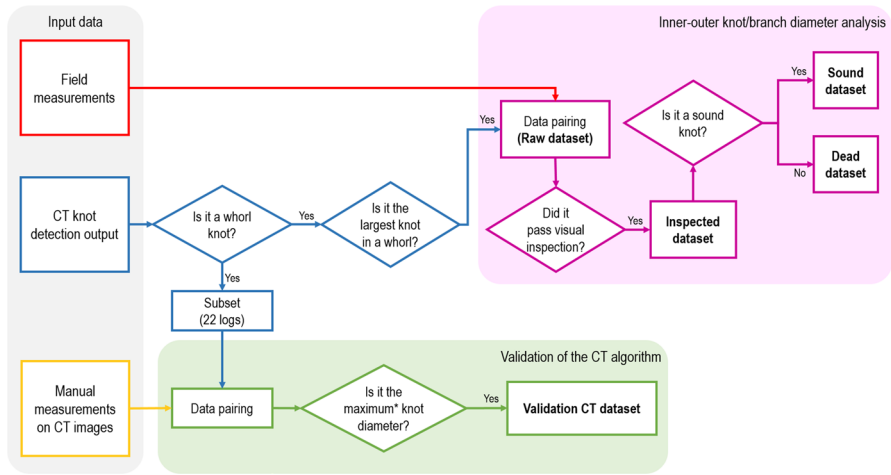 Input data
Inner-outer knot/branch diameter analysis
Field
measurements
Data pairing
(Raw dataset)
Is it a sound
knot?
Yes
Sound
dataset
No
Dead
dataset
Yes
CT knot
detection output
Is it a whorl
knot?
Yes
Is it the
largest knot
in a whorl?
Did it
pass visual
inspection?
Yes
Inspected
dataset
Yes
Subset
(22 logs)
Validation of the CT algorithm
Manual
measurements
on CT images
Data pairing
Is it the
maximum* knot
diameter?
Yes
Validation CT dataset